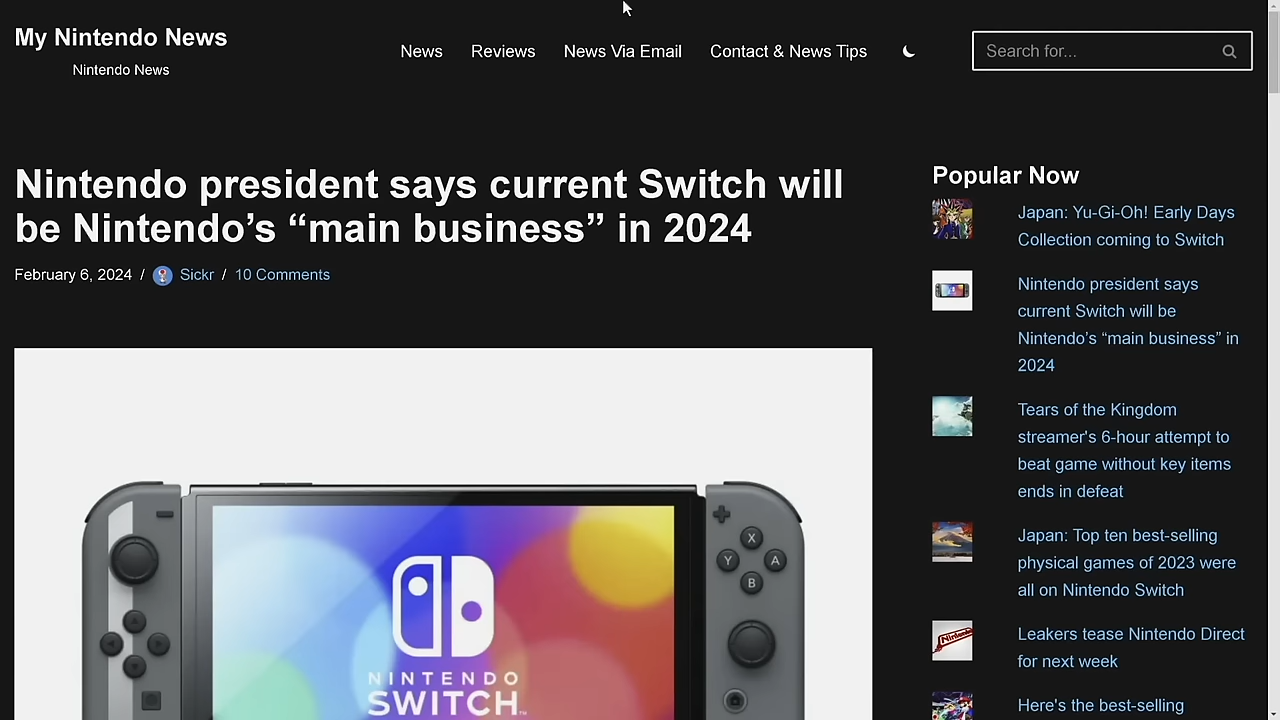 My Nintendo News
Nintendo News
News
Reviews
News Via Email
Contact & News Tips
Search for...
Nintendo president says current Switch will
be Nintendo’s “main business” in 2024
February 6, 2024 / Sickr / 10 Comments
X
Y
A
B
NINTENDO
SWITCH™
Popular Now
Japan: Yu-Gi-Oh! Early Days
Collection coming to Switch
Nintendo president says
current Switch will be
Nintendo’s “main business” in
2024
Tears of the Kingdom
streamer's 6-hour attempt to
beat game without key items
ends in defeat
Japan: Top ten best-selling
physical games of 2023 were
all on Nintendo Switch
Nintendo
Leakers tease Nintendo Direct
for next week
Here's the best-selling